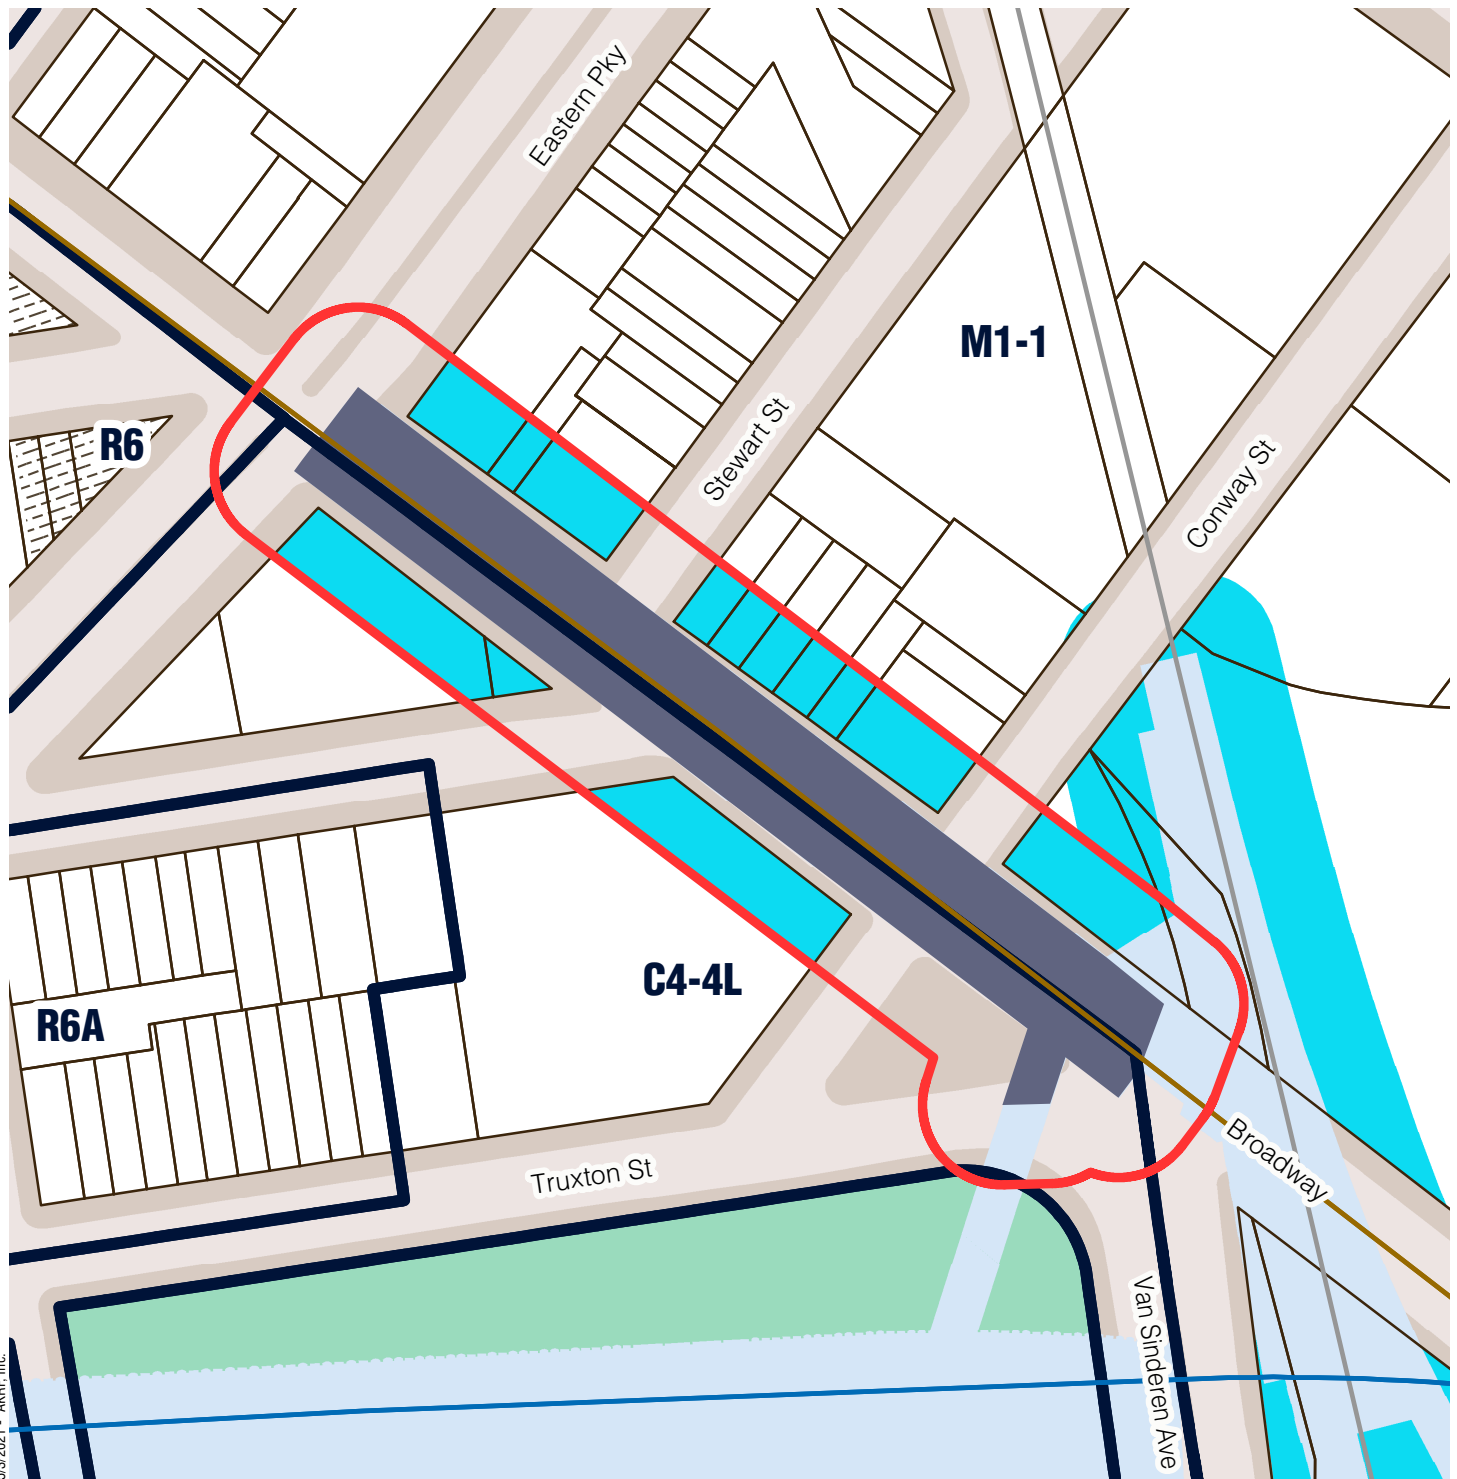 Eastern Pky
M1-1
R6
Stewart St
Conway St
C4-4L
R6A
Truxton St
Broadway
Van Sinderen Ave